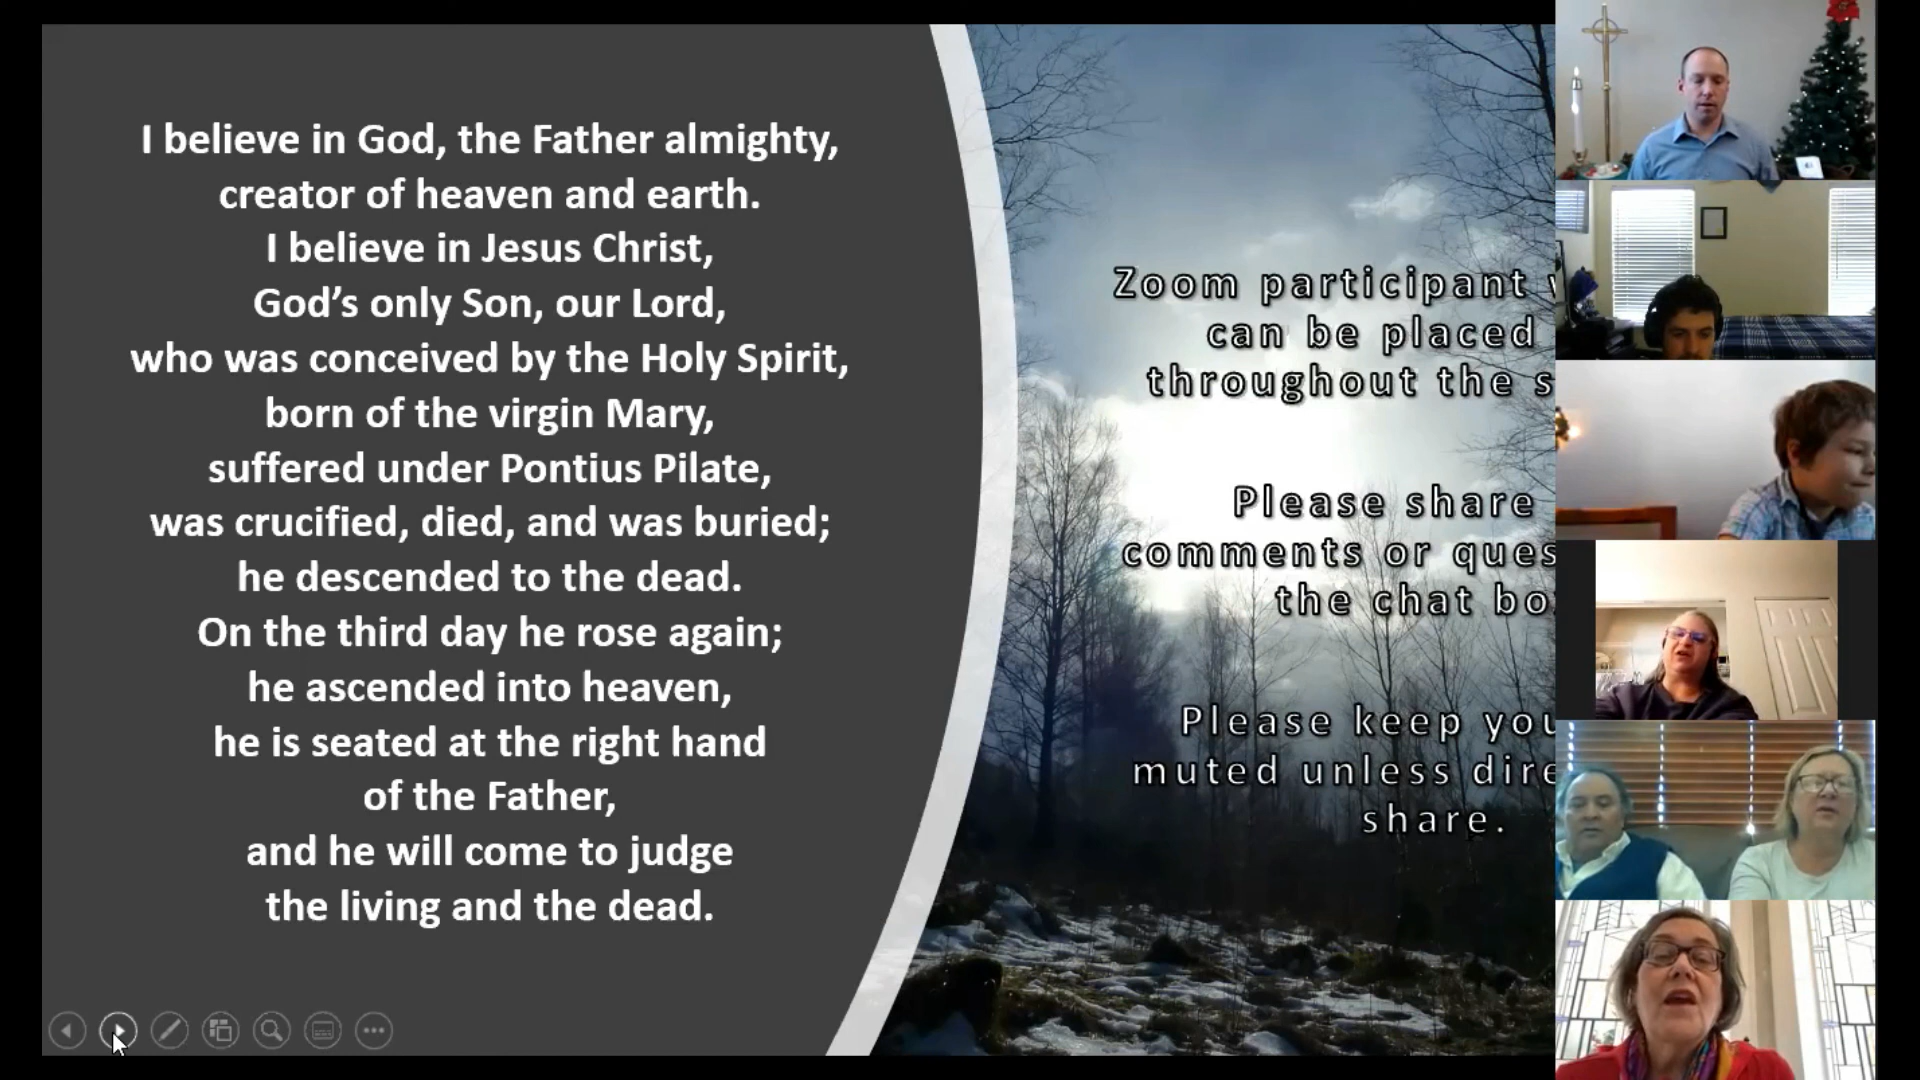 I believe in God, the Father almighty,
creator of heaven and earth.
I believe in Jesus Christ,
God’s only Son, our Lord,
who was conceived by the Holy Spirit,
born of the virgin Mary,
suffered under Pontius Pilate,
was crucified, died, and was buried;
he descended to the dead.
On the third day he rose again;
he ascended into heaven,
he is seated at the right hand
of the Father,
and he will come to judge
the living and the dead.
Zoom participant
can be placed
throughout the s
Please share
comments or ques
the chat bo
Please keep you
muted unless dire
share.